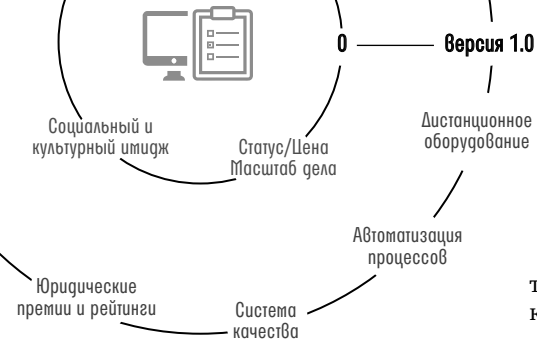 0
версия 1.0
Социальный и
культурный имидж
Статус/Цена
Масштаб дела
Дистанционное
оборудование
Автоматизация
процессов
Юридические
премии и рейтинги
Система
качества